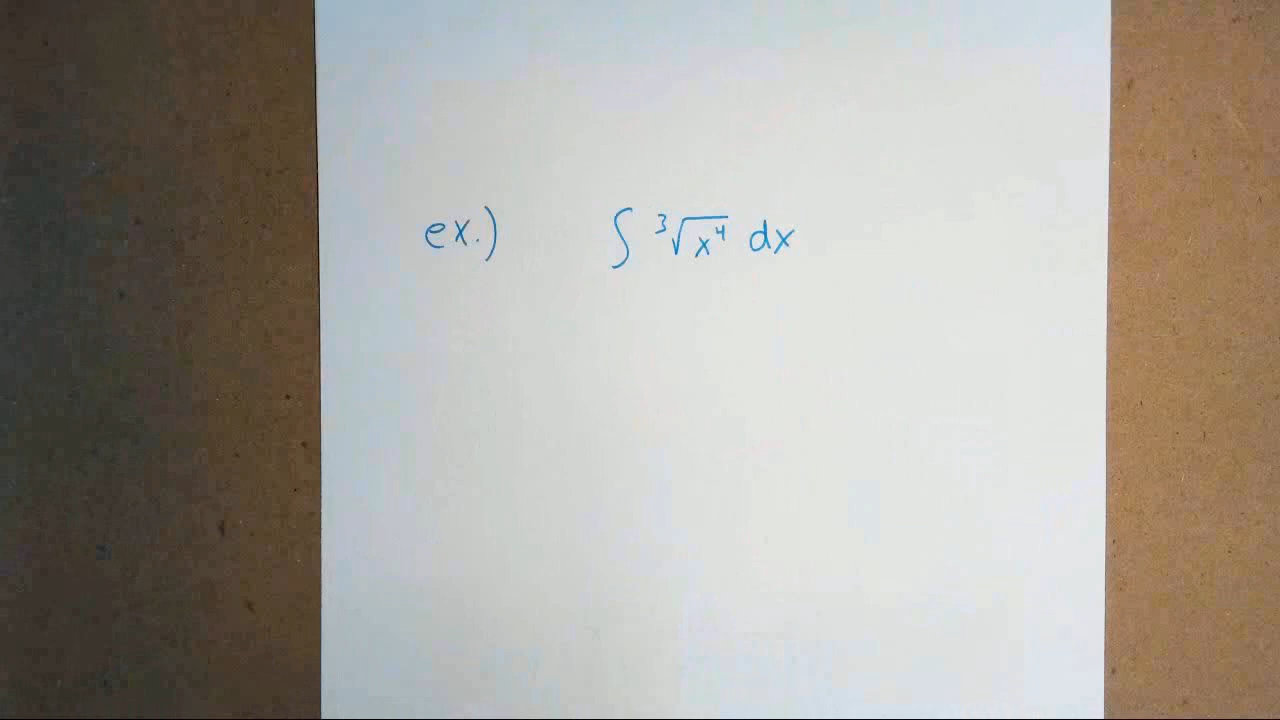 ex.) ∫ ³√x⁴ dx